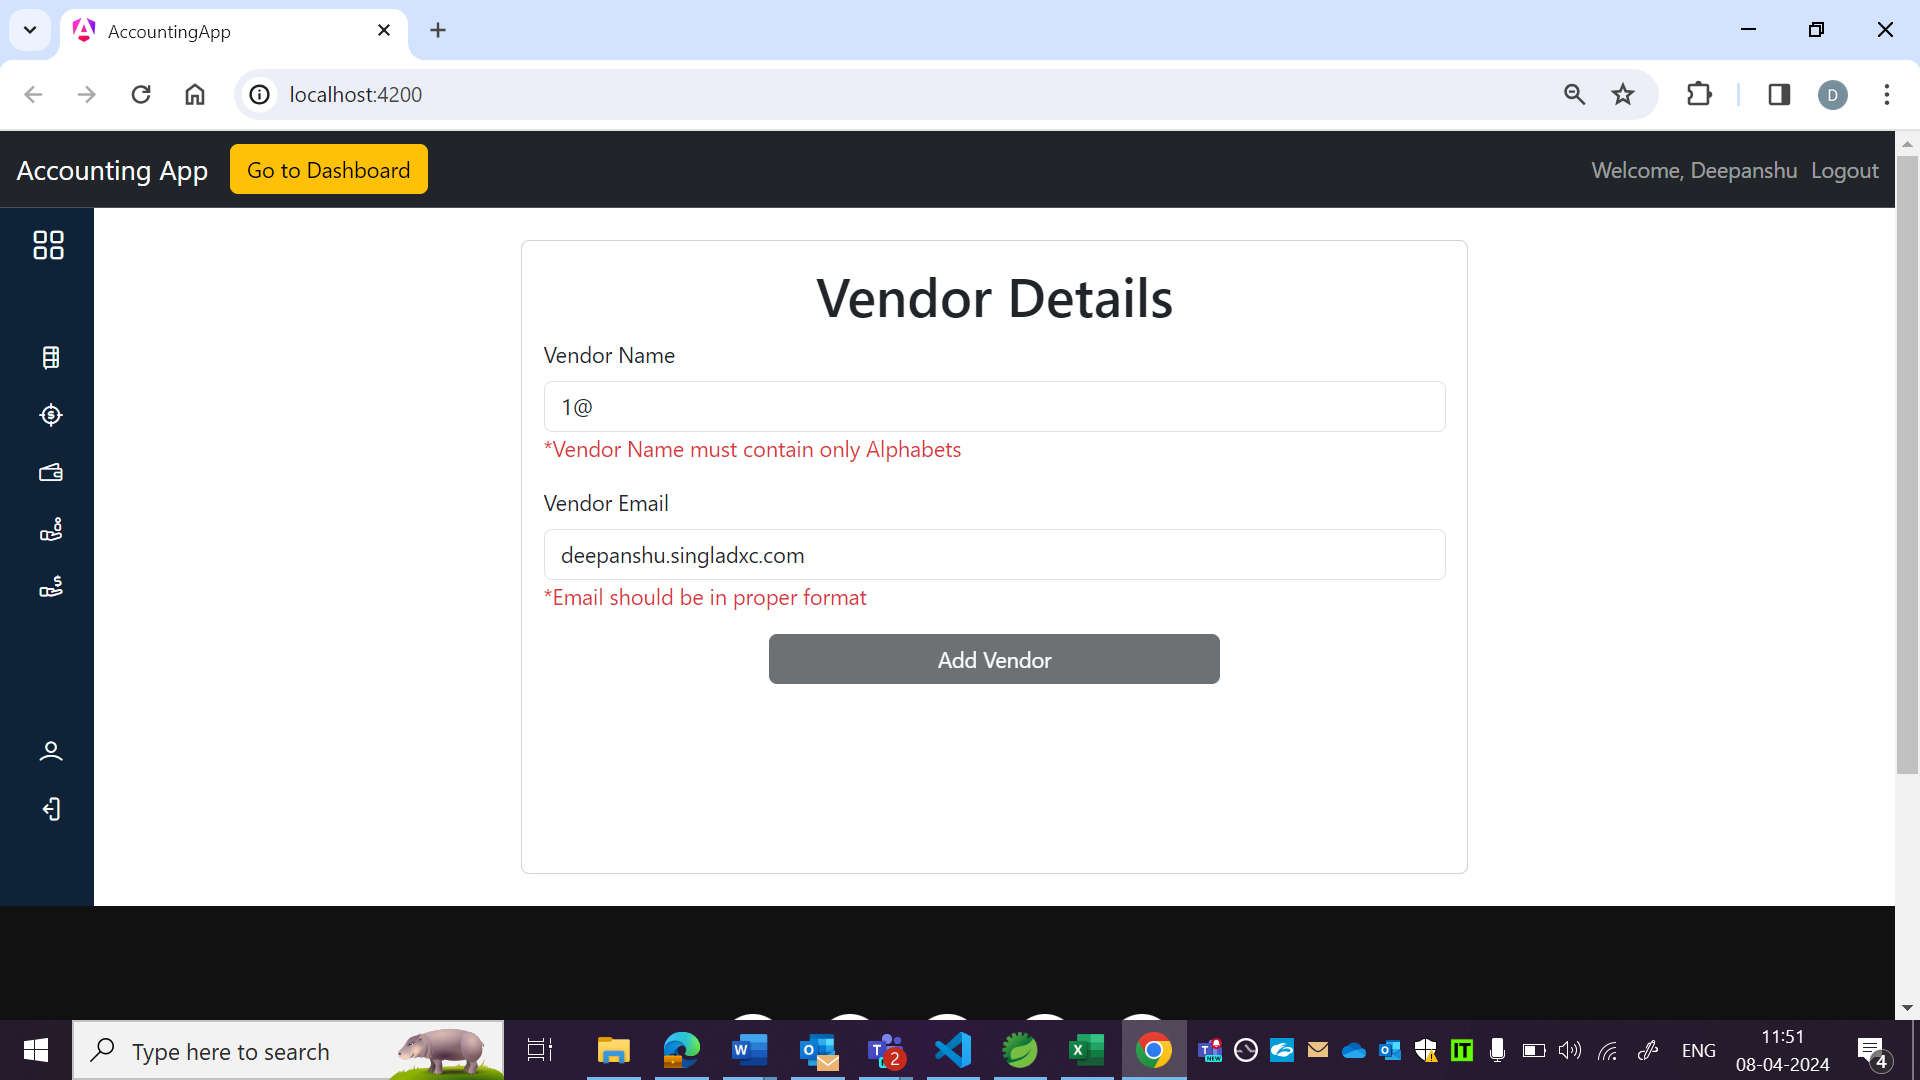 AccountingApp
localhost:4200
D
Accounting App
Go to Dashboard
Welcome, Deepanshu
Logout
Vendor Details
Vendor Name
1@
*Vendor Name must contain only Alphabets
Vendor Email
deepanshu.singladxc.com
*Email should be in proper format
Add Vendor
Type here to search
2
ENG
11:51
08-04-2024
4